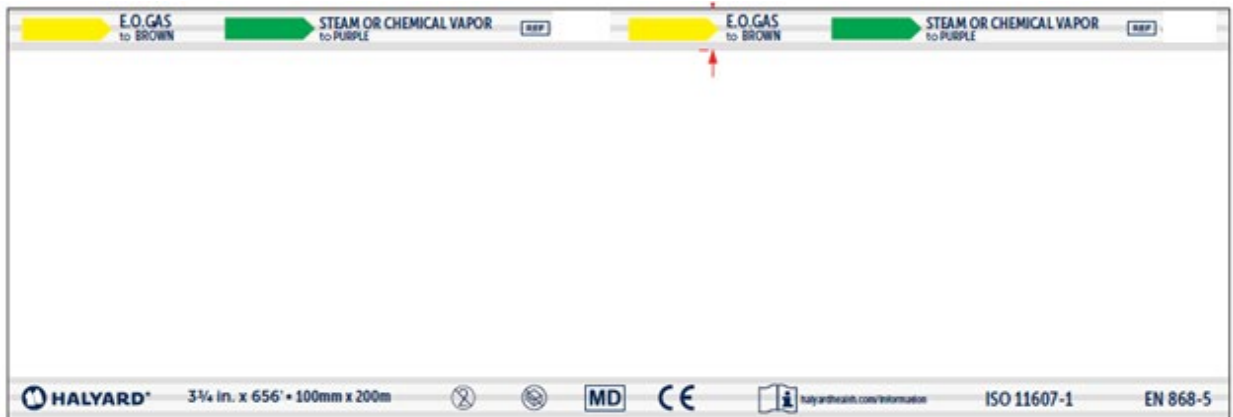 E.O.GAS
to BROWN
STEAM OR CHEMICAL VAPOR
to PURPLE
REF
E.O.GAS
to BROWN
STEAM OR CHEMICAL VAPOR
to PURPLE
REF
HALYARD* 3¾ in. x 656' • 100mm x 200m MD CE halyardhealth.com/information ISO 11607-1 EN 868-5